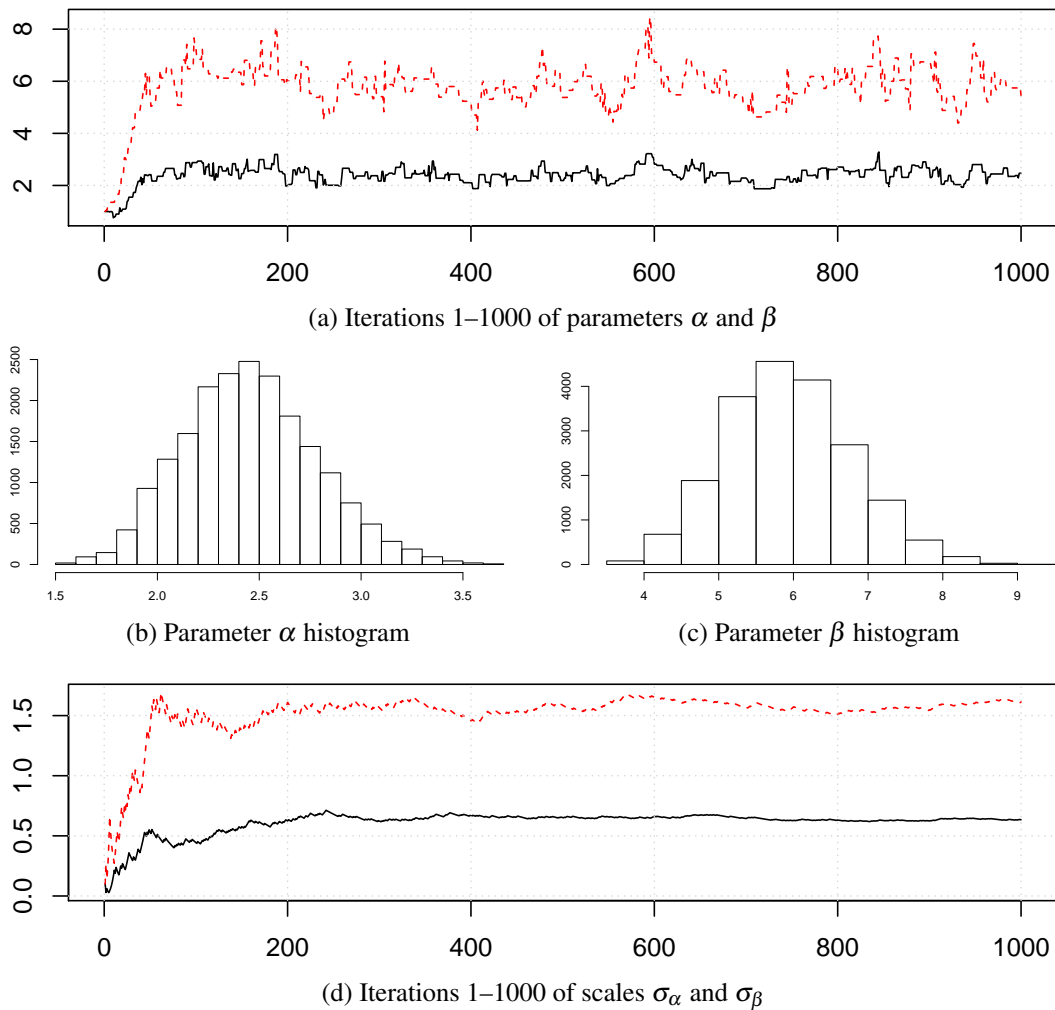 8
6
4
2
0 200 400 600 800 1000
(a) Iterations 1–1000 of parameters α and β
2500
2000
1500
1000
500
0
1.5 2.0 2.5 3.0 3.5
(b) Parameter α histogram
4000
3000
2000
1000
0
4 5 6 7 8 9
(c) Parameter β histogram
1.5
1.0
0.5
0.0
0 200 400 600 800 1000
(d) Iterations 1–1000 of scales σα and σβ